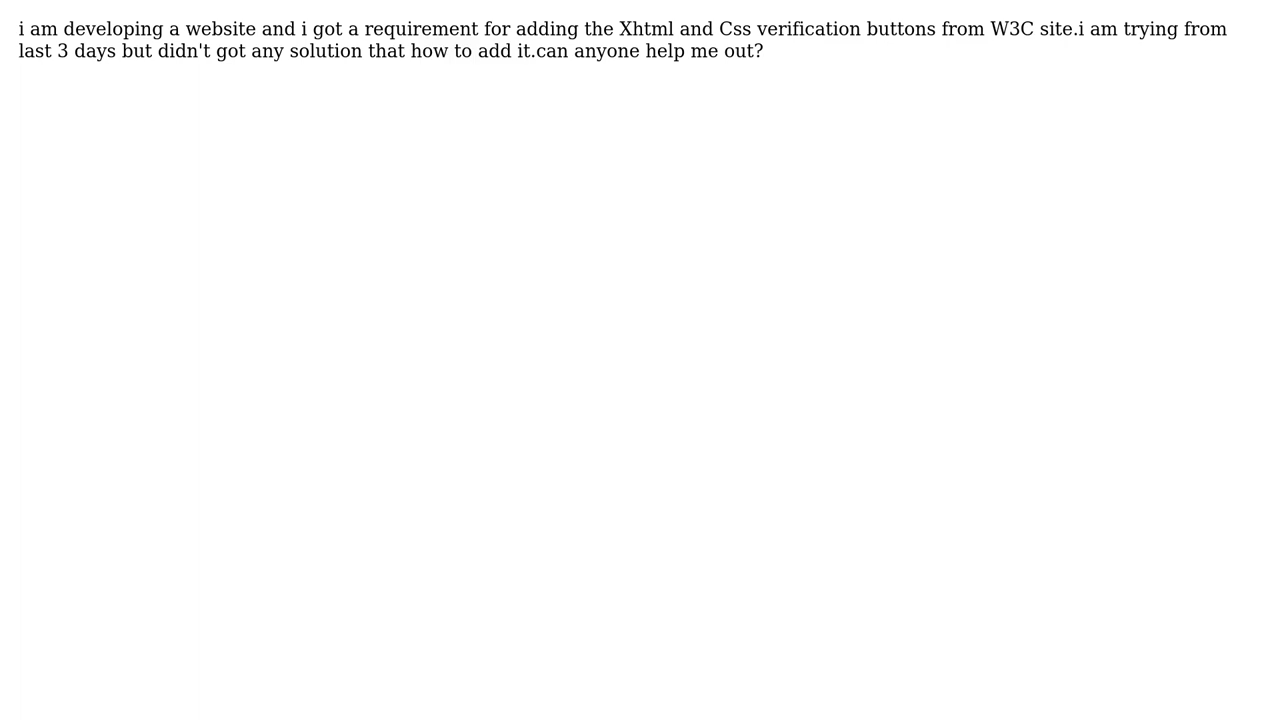 i am developing a website and i got a requirement for adding the Xhtml and Css verification buttons from W3C site.i am trying from
last 3 days but didn't got any solution that how to add it.can anyone help me out?